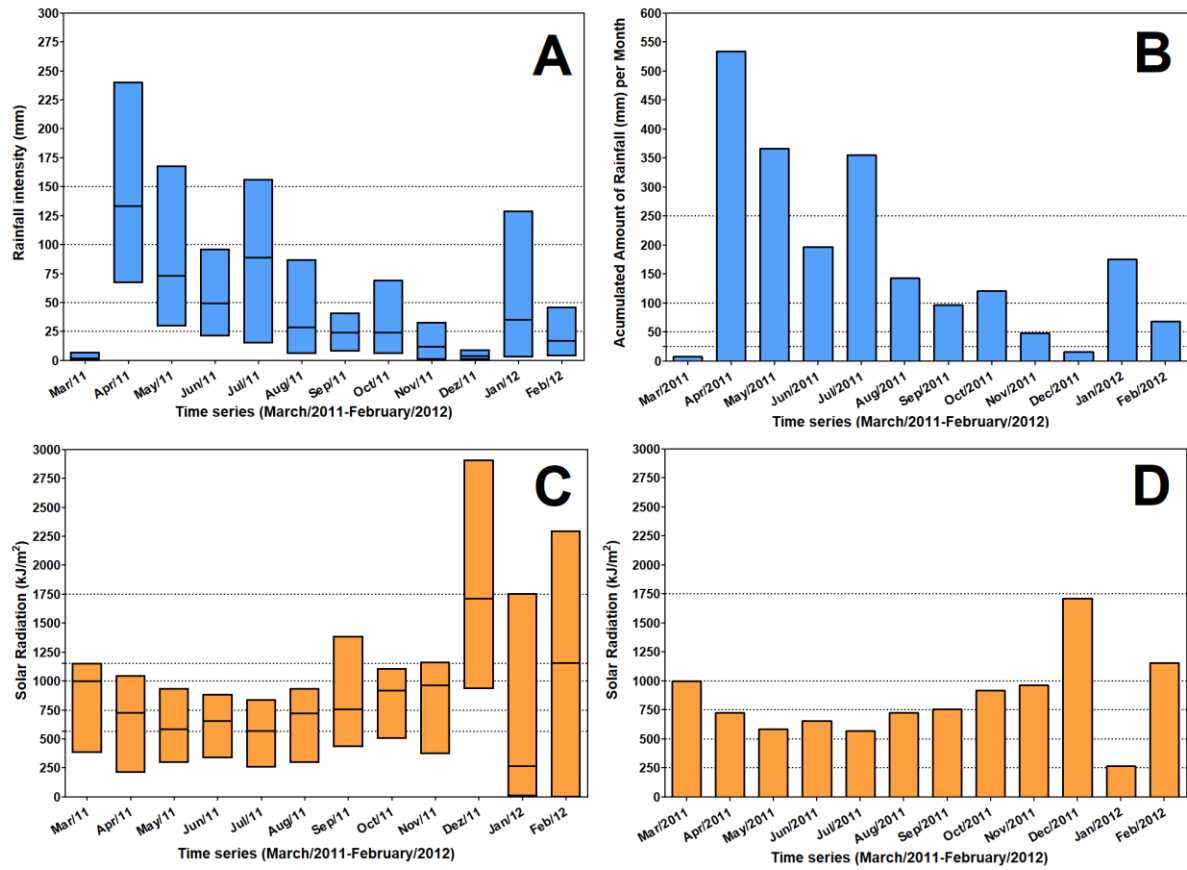 A
Rainfall intensity (mm)
300
275
250
225
200
175
150
125
100
75
50
25
0
Mar/11
Apr/11
May/11
Jun/11
Jul/11
Aug/11
Sep/11
Oct/11
Nov/11
Dez/11
Jan/12
Feb/12
Time series (March/2011-February/2012)
B
Acumulated Amount of Rainfall (mm) per Month
600
550
500
450
400
350
300
250
200
150
100
50
0
Mar/2011
Apr/2011
May/2011
Jun/2011
Jul/2011
Aug/2011
Sep/2011
Oct/2011
Nov/2011
Dec/2011
Jan/2012
Feb/2012
Time series (March/2011-February/2012)
C
Solar Radiation (kJ/m²)
3000
2750
2500
2250
2000
1750
1500
1250
1000
750
500
250
0
Mar/11
Apr/11
May/11
Jun/11
Jul/11
Aug/11
Sep/11
Oct/11
Nov/11
Dez/11
Jan/12
Feb/12
Time series (March/2011-February/2012)
D
Solar Radiation (kJ/m²)
3000
2750
2500
2250
2000
1750
1500
1250
1000
750
500
250
0
Mar/2011
Apr/2011
May/2011
Jun/2011
Jul/2011
Aug/2011
Sep/2011
Oct/2011
Nov/2011
Dec/2011
Jan/2012
Feb/2012
Time series (March/2011-February/2012)